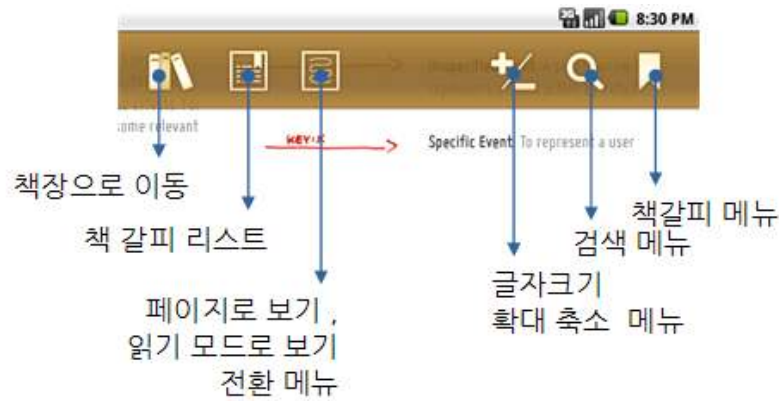 8:30 PM
some relevant
KEY:X
Specific Event To represent a user
책장으로 이동
책 갈피 리스트
페이지로 보기 ,
읽기 모드로 보기
전환 메뉴
글자크기
확대 축소 메뉴
검색 메뉴
책갈피 메뉴